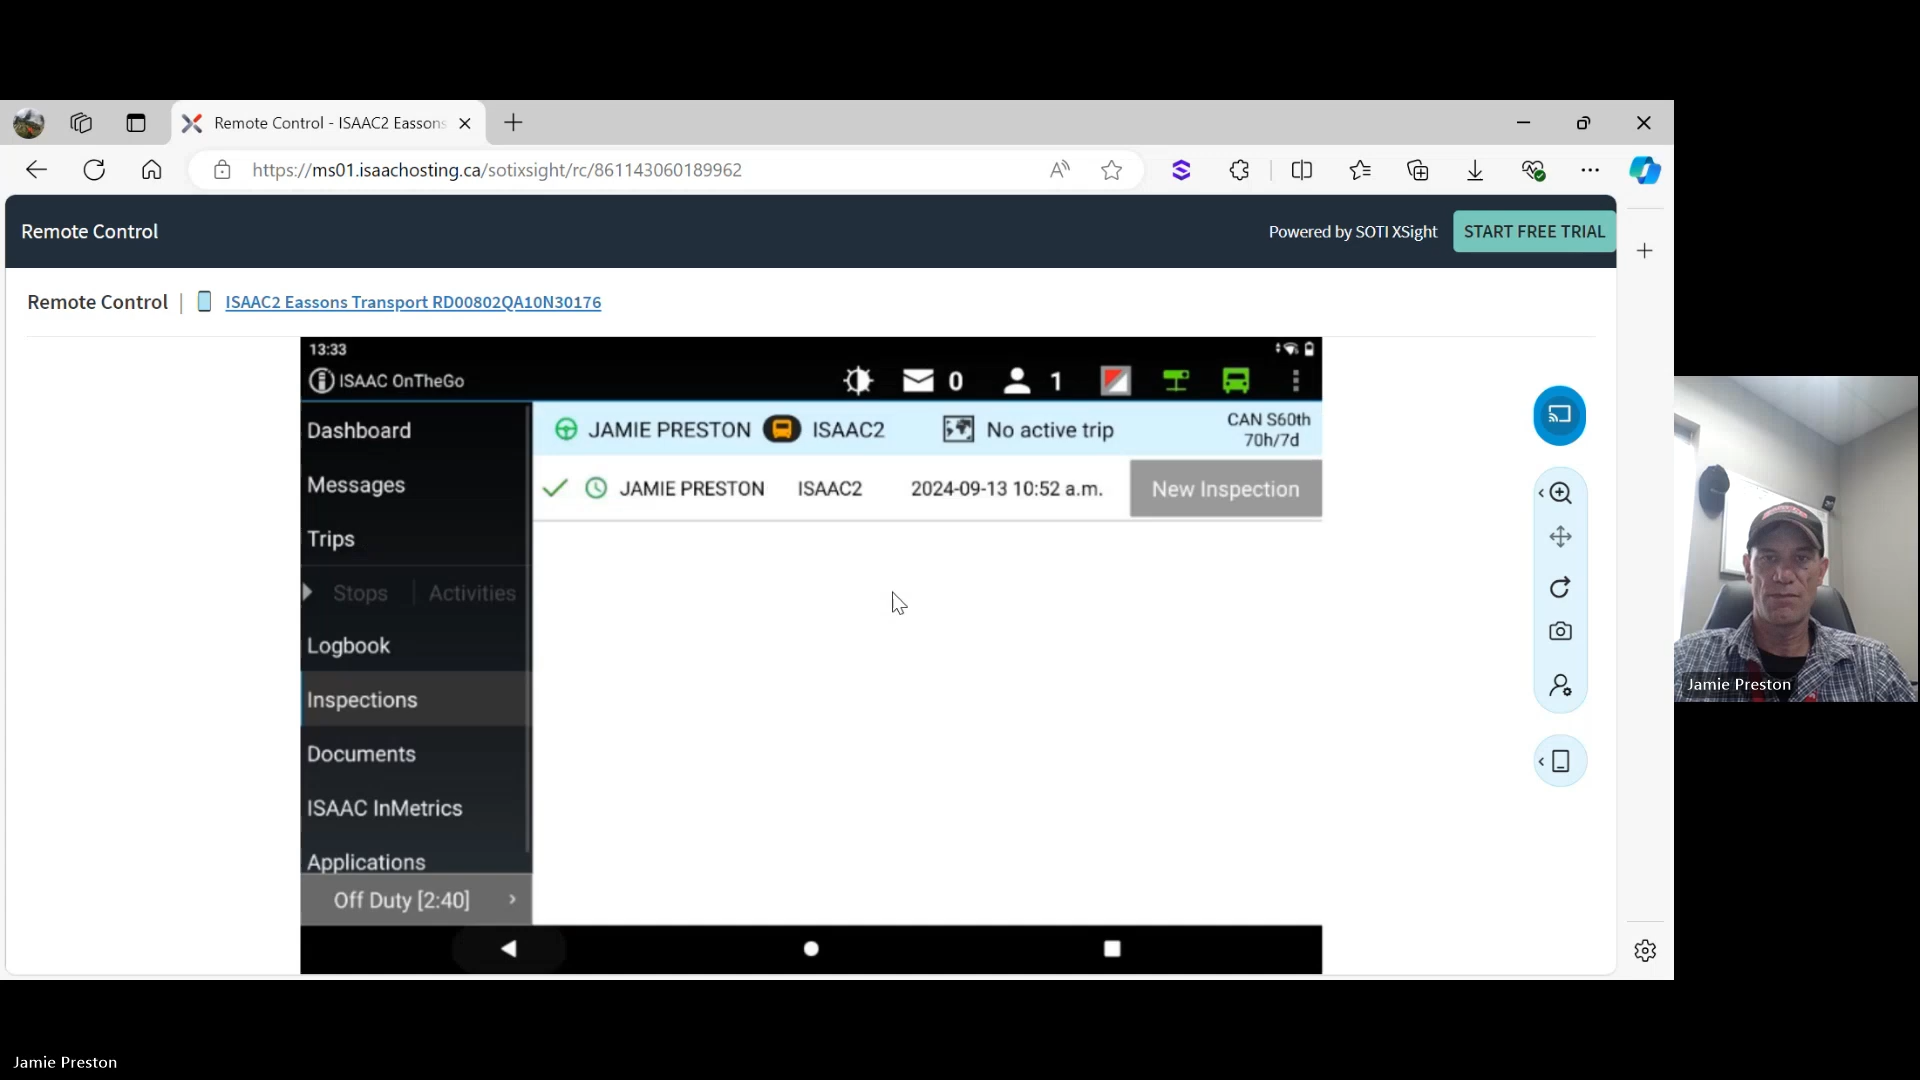 Remote Control - ISAAC2 Eassons
https://ms01.isaachosting.ca/sotixsight/rc/861143060189962
Remote Control
Powered by SOTI XSight
START FREE TRIAL
Remote Control | ISAAC2 Eassons Transport RD00802QA10N30176
13:33
ISAAC OnTheGo
0
1
Dashboard
Messages
Trips
Stops | Activities
Logbook
Inspections
Documents
ISAAC InMetrics
Applications
Off Duty [2:40]
JAMIE PRESTON ISAAC2 No active trip
CAN S60th
70h/7d
JAMIE PRESTON ISAAC2 2024-09-13 10:52 a.m. New Inspection
Jamie Preston
Jamie Preston